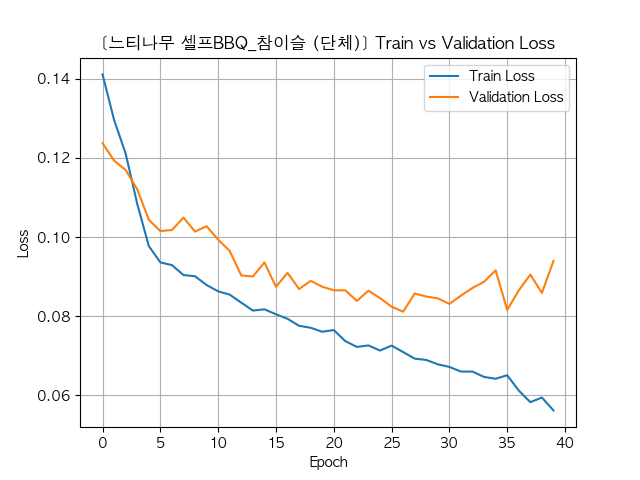 [느티나무 셀프BBQ_참이슬 (단체)] Train vs Validation Loss
Train Loss
Validation Loss
Loss
0.14
0.12
0.10
0.08
0.06
0
5
10
15
20
25
30
35
40
Epoch